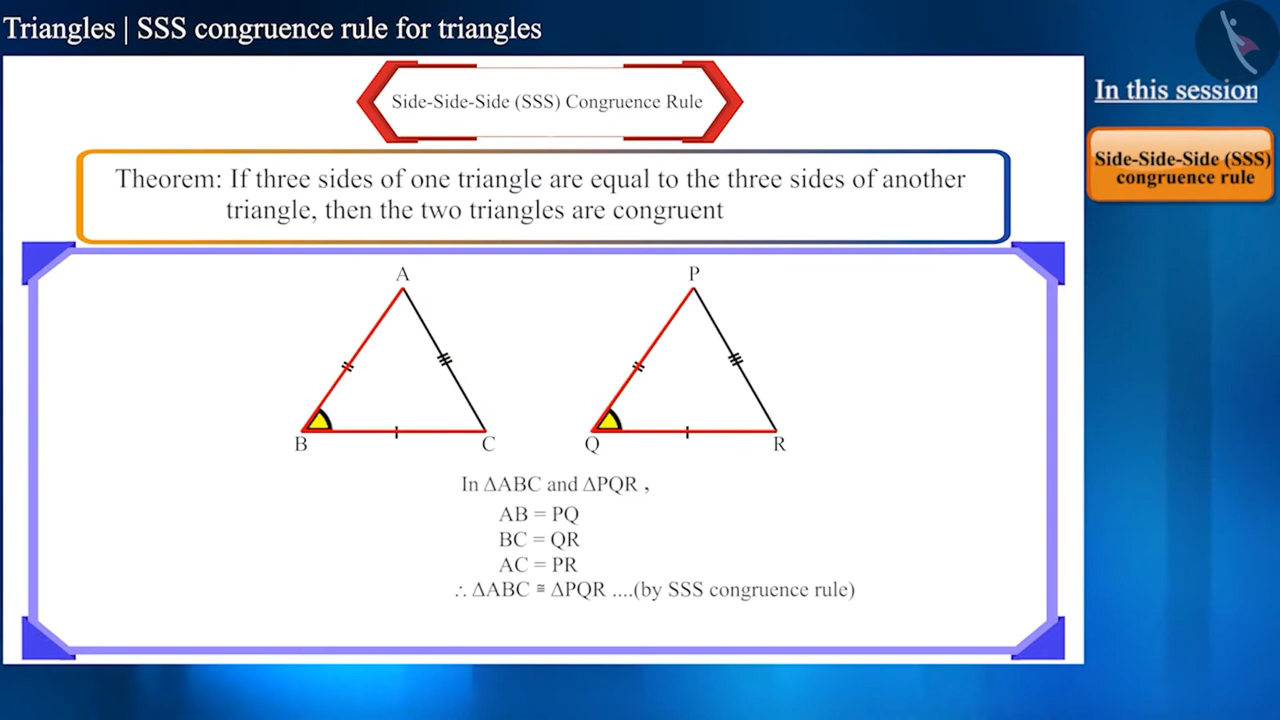 Triangles | SSS congruence rule for triangles
In this session
Side-Side-Side (SSS) Congruence Rule
Side-Side-Side (SSS)
congruence rule
Theorem: If three sides of one triangle are equal to the three sides of another
triangle, then the two triangles are congruent
A
P
B
C
Q
R
In ΔABC and ΔPQR ,
AB = PQ
BC = QR
AC = PR
∴ ΔABC ≅ ΔPQR ....(by SSS congruence rule)